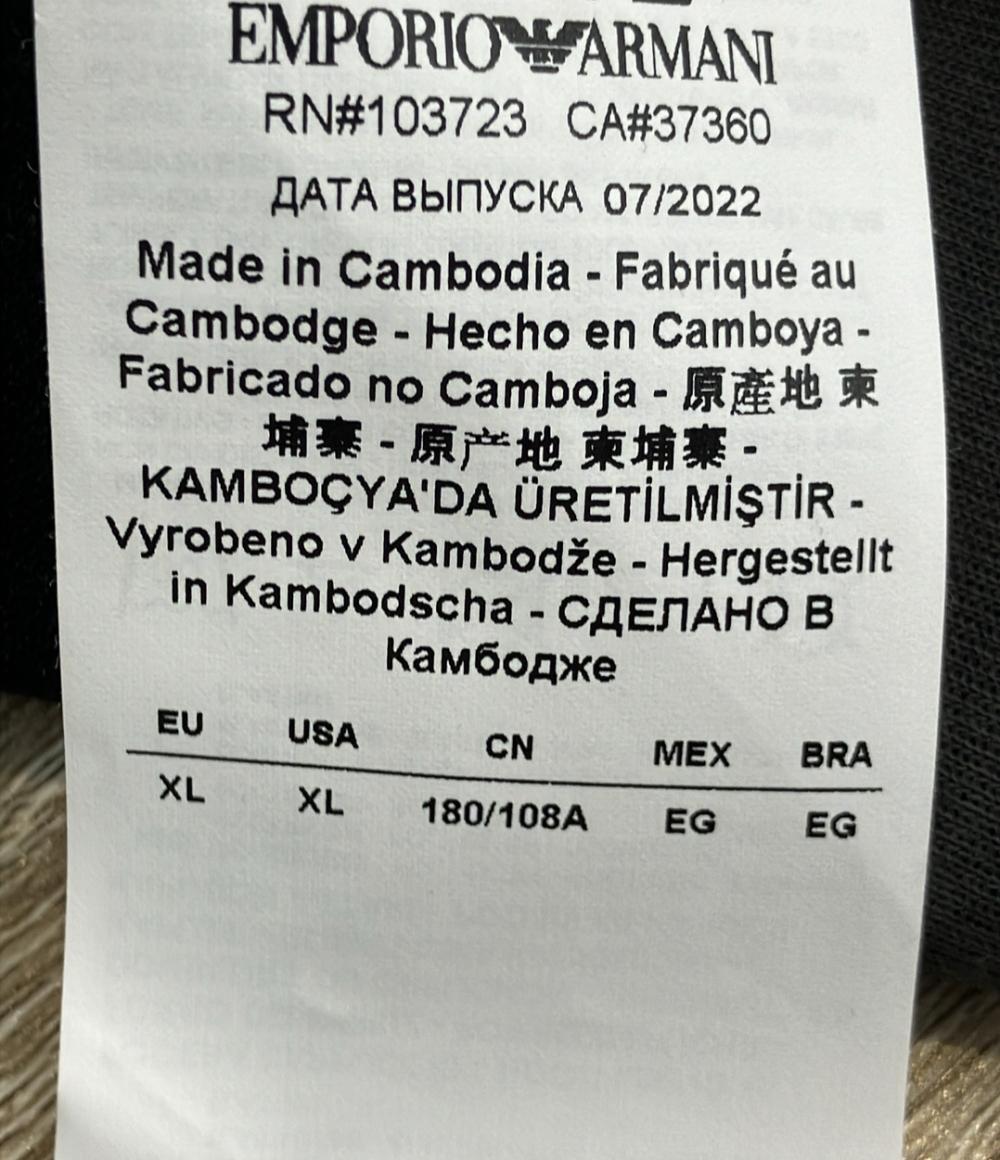 EMPORIO ARMANI
RN#103723 CA#37360
ДАТА ВЫПУСКА 07/2022
Made in Cambodia - Fabriqué au
Cambodge - Hecho en Camboya -
Fabricado no Camboja - 原產地 柬
埔寨 - 原产地 柬埔寨 -
KAMBOÇYA'DA ÜRETİLMİŞTİR -
Vyrobeno v Kambodže - Hergestellt
in Kambodscha - СДЕЛАНО В
Камбодже
EU USA CN MEX BRA
XL XL 180/108A EG EG